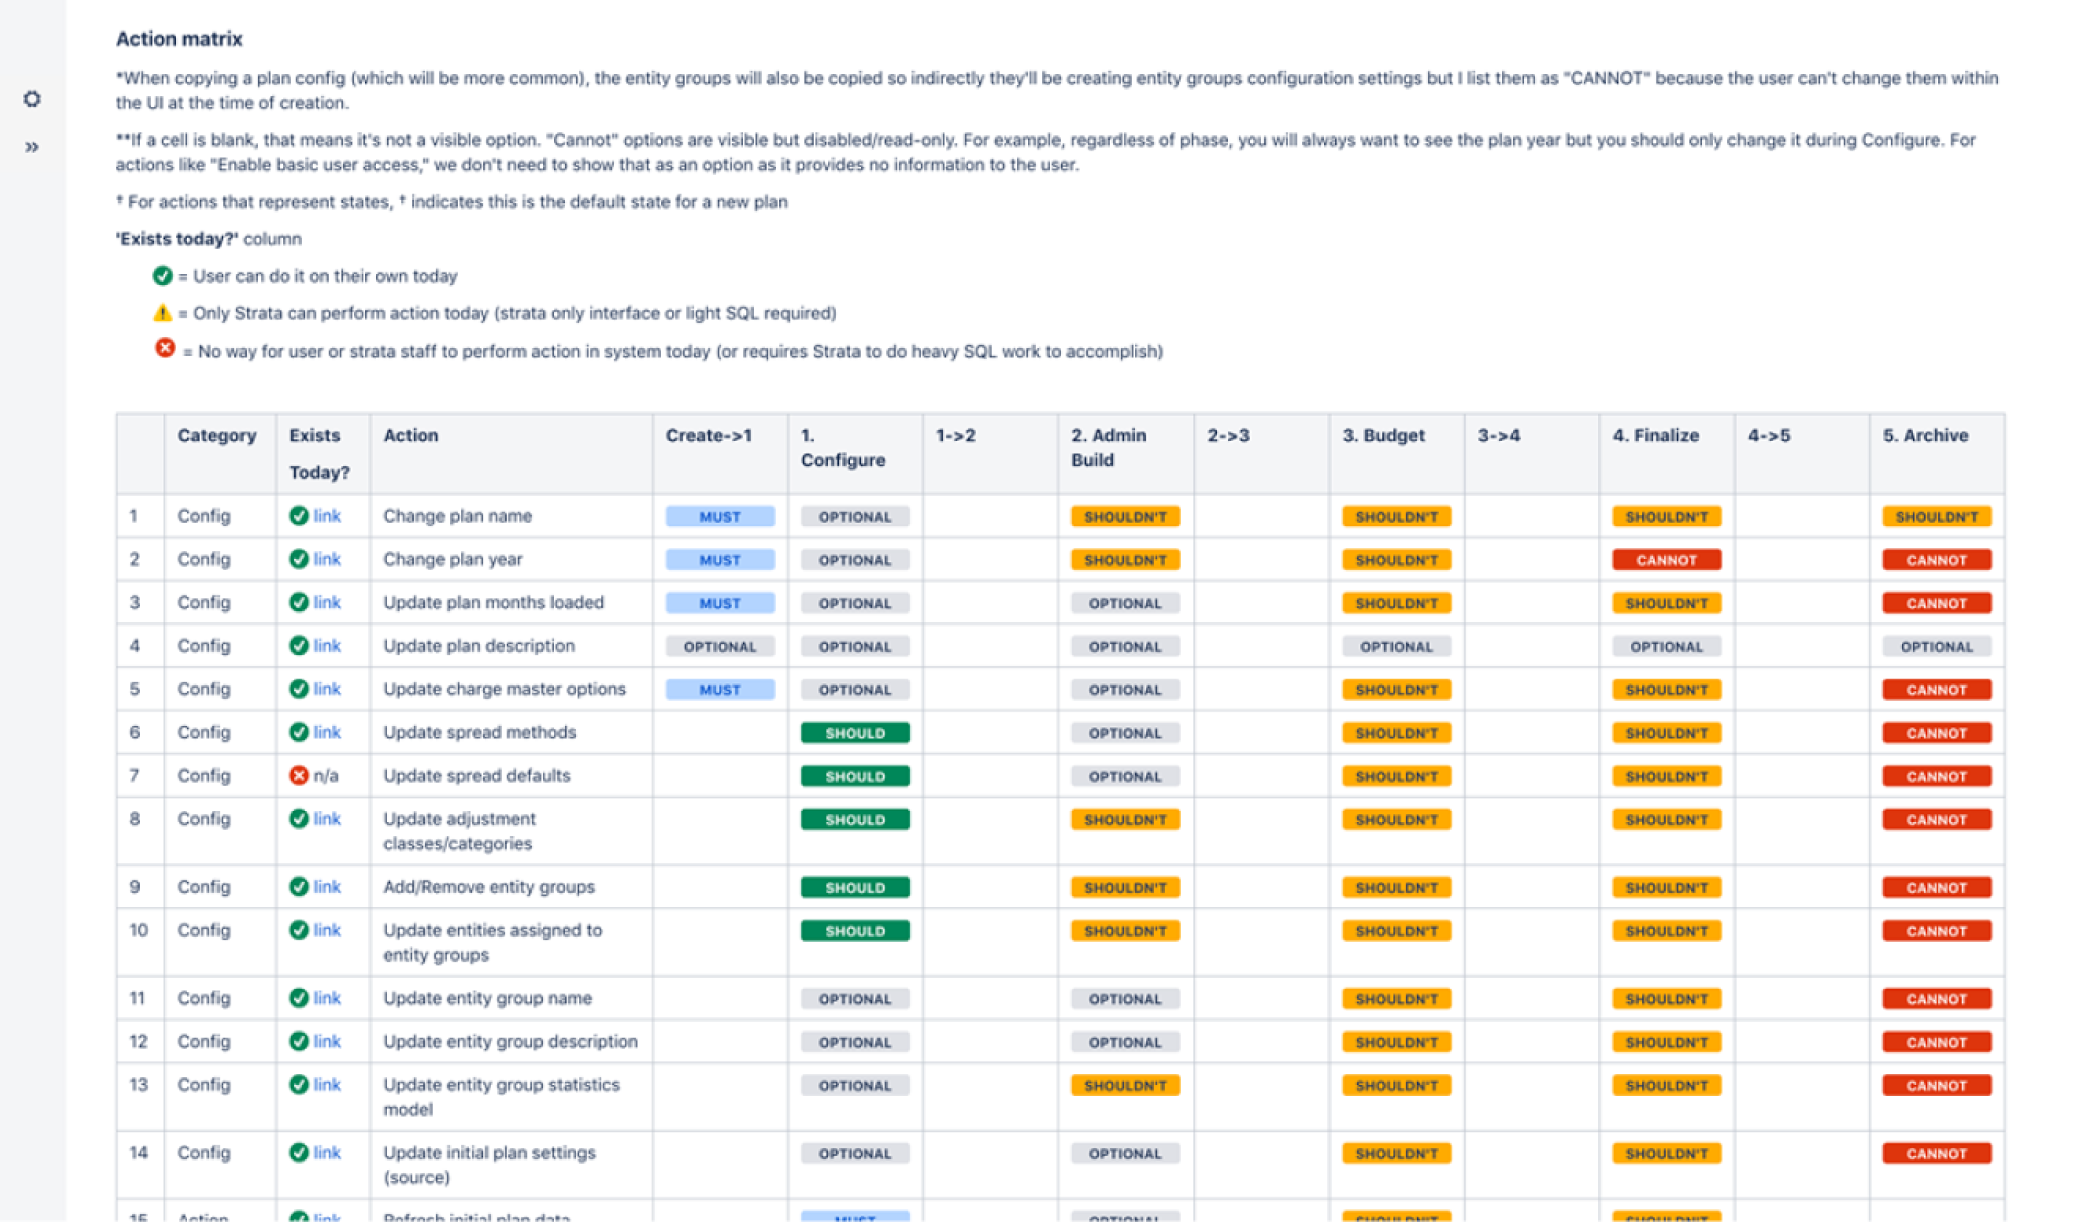 Action matrix
*When copying a plan config (which will be more common), the entity groups will also be copied so indirectly they'll be creating entity groups configuration settings but I list them as "CANNOT" because the user can't change them within
the UI at the time of creation.
**If a cell is blank, that means it's not a visible option. "Cannot" options are visible but disabled/read-only. For example, regardless of phase, you will always want to see the plan year but you should only change it during Configure. For
actions like "Enable basic user access," we don't need to show that as an option as it provides no information to the user.
† For actions that represent states, † indicates this is the default state for a new plan
'Exists today?' column
= User can do it on their own today
= Only Strata can perform action today (strata only interface or light SQL required)
= No way for user or strata staff to perform action in system today (or requires Strata to do heavy SQL work to accomplish)
Category Exists Today? Action Create->1 1. Configure 1->2 2. Admin Build 2->3 3. Budget 3->4 4. Finalize 4->5 5. Archive
1 Config link Change plan name MUST OPTIONAL SHOULDN'T SHOULDN'T SHOULDN'T SHOULDN'T
2 Config link Change plan year MUST OPTIONAL SHOULDN'T SHOULDN'T CANNOT CANNOT
3 Config link Update plan months loaded MUST OPTIONAL OPTIONAL SHOULDN'T SHOULDN'T CANNOT
4 Config link Update plan description OPTIONAL OPTIONAL OPTIONAL OPTIONAL OPTIONAL OPTIONAL
5 Config link Update charge master options MUST OPTIONAL OPTIONAL SHOULDN'T SHOULDN'T CANNOT
6 Config link Update spread methods SHOULD OPTIONAL SHOULDN'T SHOULDN'T CANNOT
7 Config n/a Update spread defaults SHOULD OPTIONAL SHOULDN'T SHOULDN'T CANNOT
8 Config link Update adjustment classes/categories SHOULD SHOULDN'T SHOULDN'T SHOULDN'T CANNOT
9 Config link Add/Remove entity groups SHOULD SHOULDN'T SHOULDN'T SHOULDN'T CANNOT
10 Config link Update entities assigned to entity groups SHOULD SHOULDN'T SHOULDN'T SHOULDN'T CANNOT
11 Config link Update entity group name OPTIONAL OPTIONAL SHOULDN'T SHOULDN'T CANNOT
12 Config link Update entity group description OPTIONAL OPTIONAL SHOULDN'T SHOULDN'T CANNOT
13 Config link Update entity group statistics model OPTIONAL SHOULDN'T SHOULDN'T SHOULDN'T CANNOT
14 Config link Update initial plan settings (source) OPTIONAL OPTIONAL SHOULDN'T SHOULDN'T CANNOT
15 Action link Refresh initial plan data MUST OPTIONAL SHOULDN'T SHOULDN'T